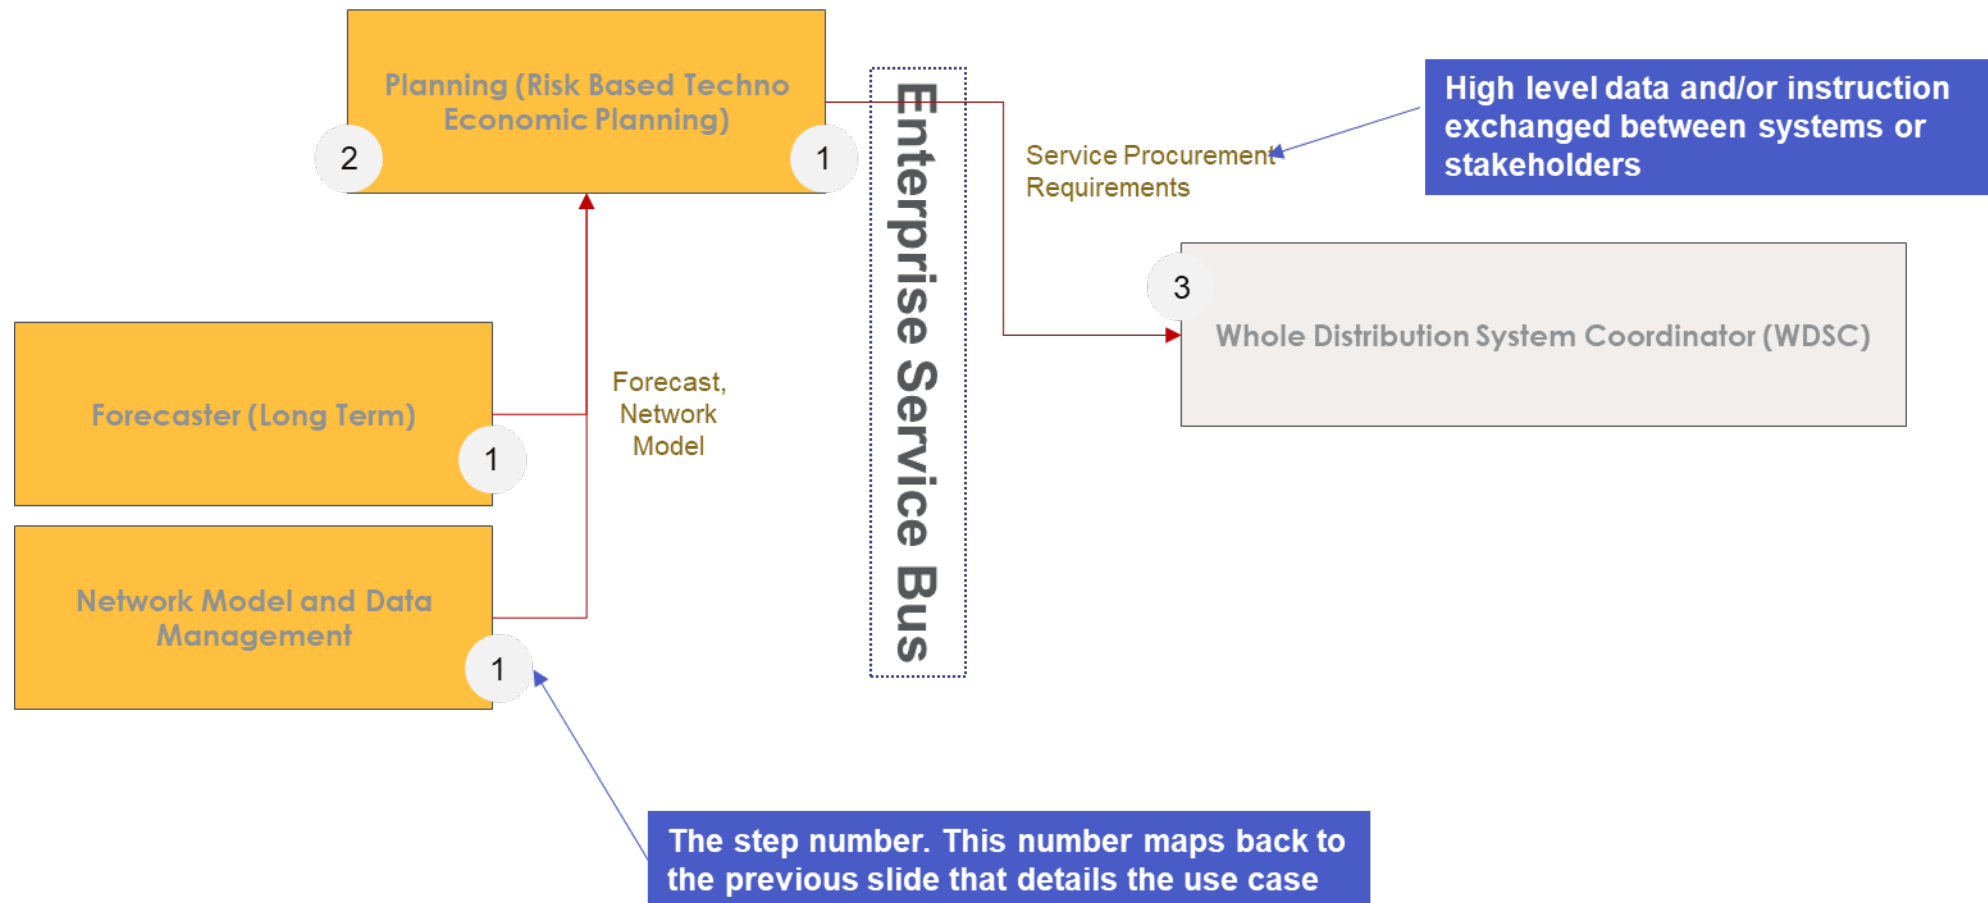 Planning (Risk Based Techno
Economic Planning)
2
1
Enterprise Service Bus
High level data and/or instruction
exchanged between systems or
stakeholders
Service Procurement
Requirements
3
Whole Distribution System Coordinator (WDSC)
Forecaster (Long Term)
1
Forecast,
Network
Model
Network Model and Data
Management
1
The step number. This number maps back to
the previous slide that details the use case